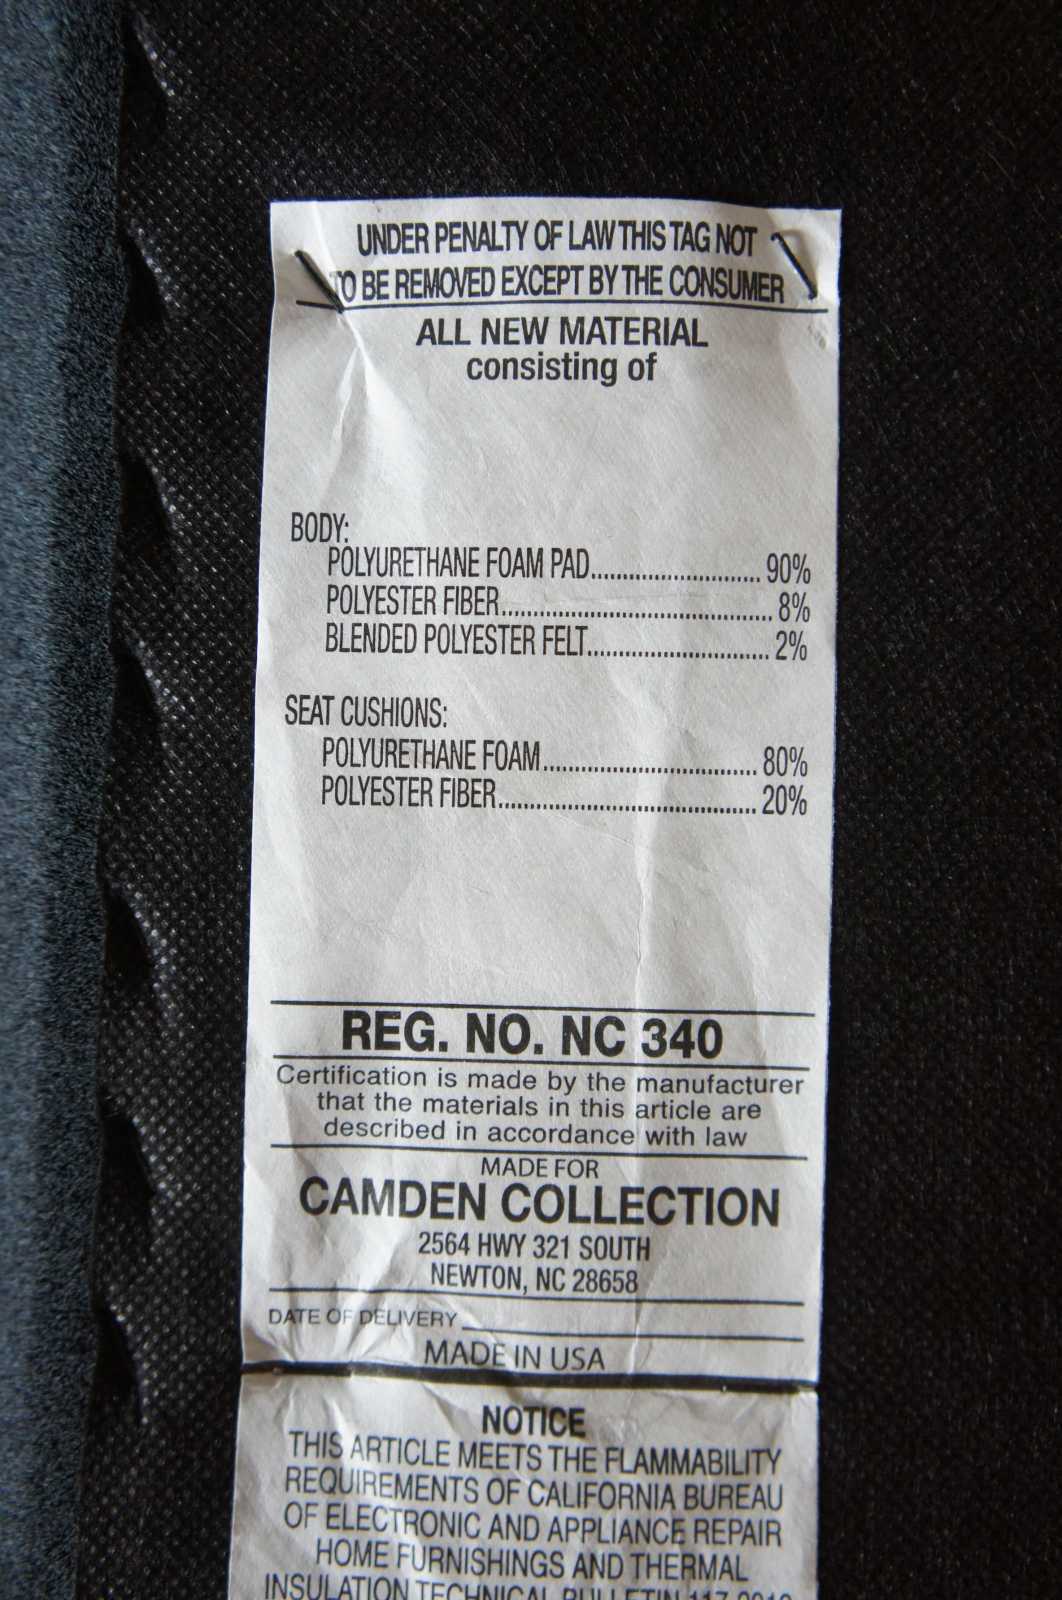 UNDER PENALTY OF LAW THIS TAG NOT
TO BE REMOVED EXCEPT BY THE CONSUMER
ALL NEW MATERIAL
consisting of
BODY:
POLYURETHANE FOAM PAD........................... 90%
POLYESTER FIBER........................................... 8%
BLENDED POLYESTER FELT............................. 2%
SEAT CUSHIONS:
POLYURETHANE FOAM.................................. 80%
POLYESTER FIBER......................................... 20%
REG. NO. NC 340
Certification is made by the manufacturer
that the materials in this article are
described in accordance with law
MADE FOR
CAMDEN COLLECTION
2564 HWY 321 SOUTH
NEWTON, NC 28658
DATE OF DELIVERY
MADE IN USA
NOTICE
THIS ARTICLE MEETS THE FLAMMABILITY
REQUIREMENTS OF CALIFORNIA BUREAU
OF ELECTRONIC AND APPLIANCE REPAIR
HOME FURNISHINGS AND THERMAL
INSULATION TECHNICAL BULLETIN